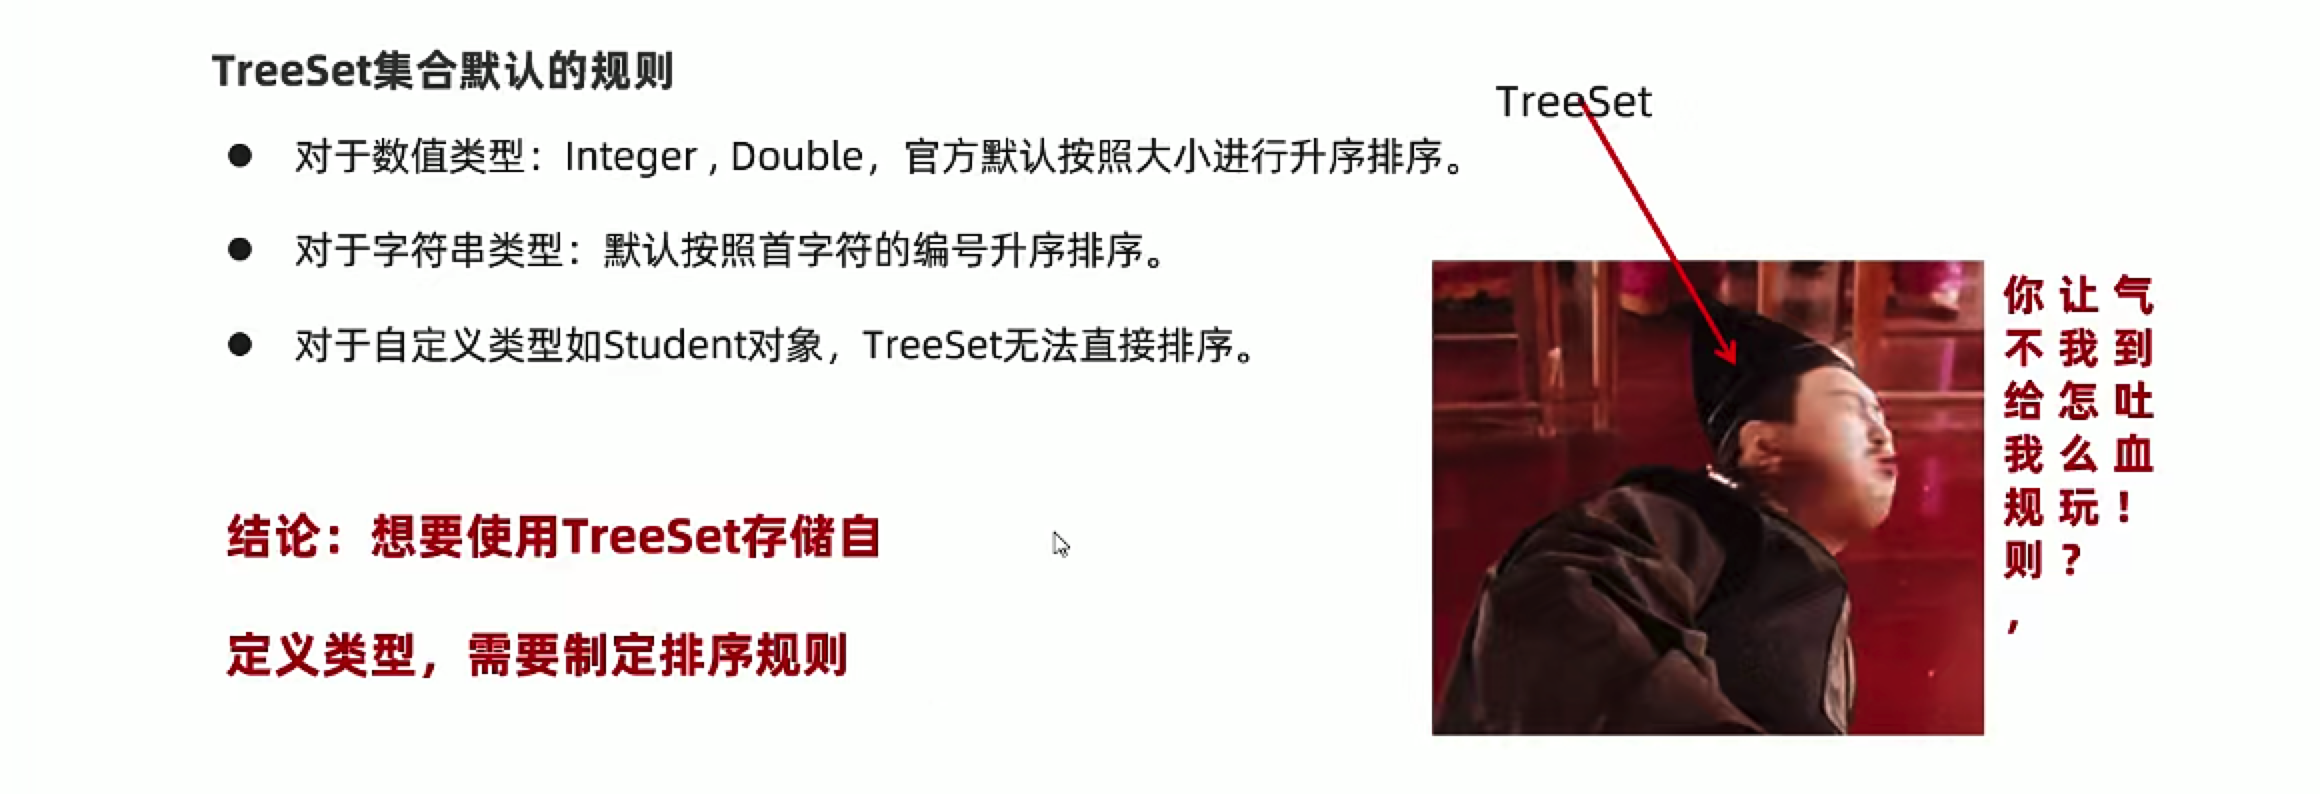 TreeSet集合默认的规则
TreeSet
● 对于数值类型：Integer , Double，官方默认按照大小进行升序排序。
● 对于字符串类型：默认按照首字符的编号升序排序。
● 对于自定义类型如Student对象，TreeSet无法直接排序。
结论：想要使用TreeSet存储自
定义类型，需要制定排序规则
你不给我规则，
让我怎么玩？
气到吐血！